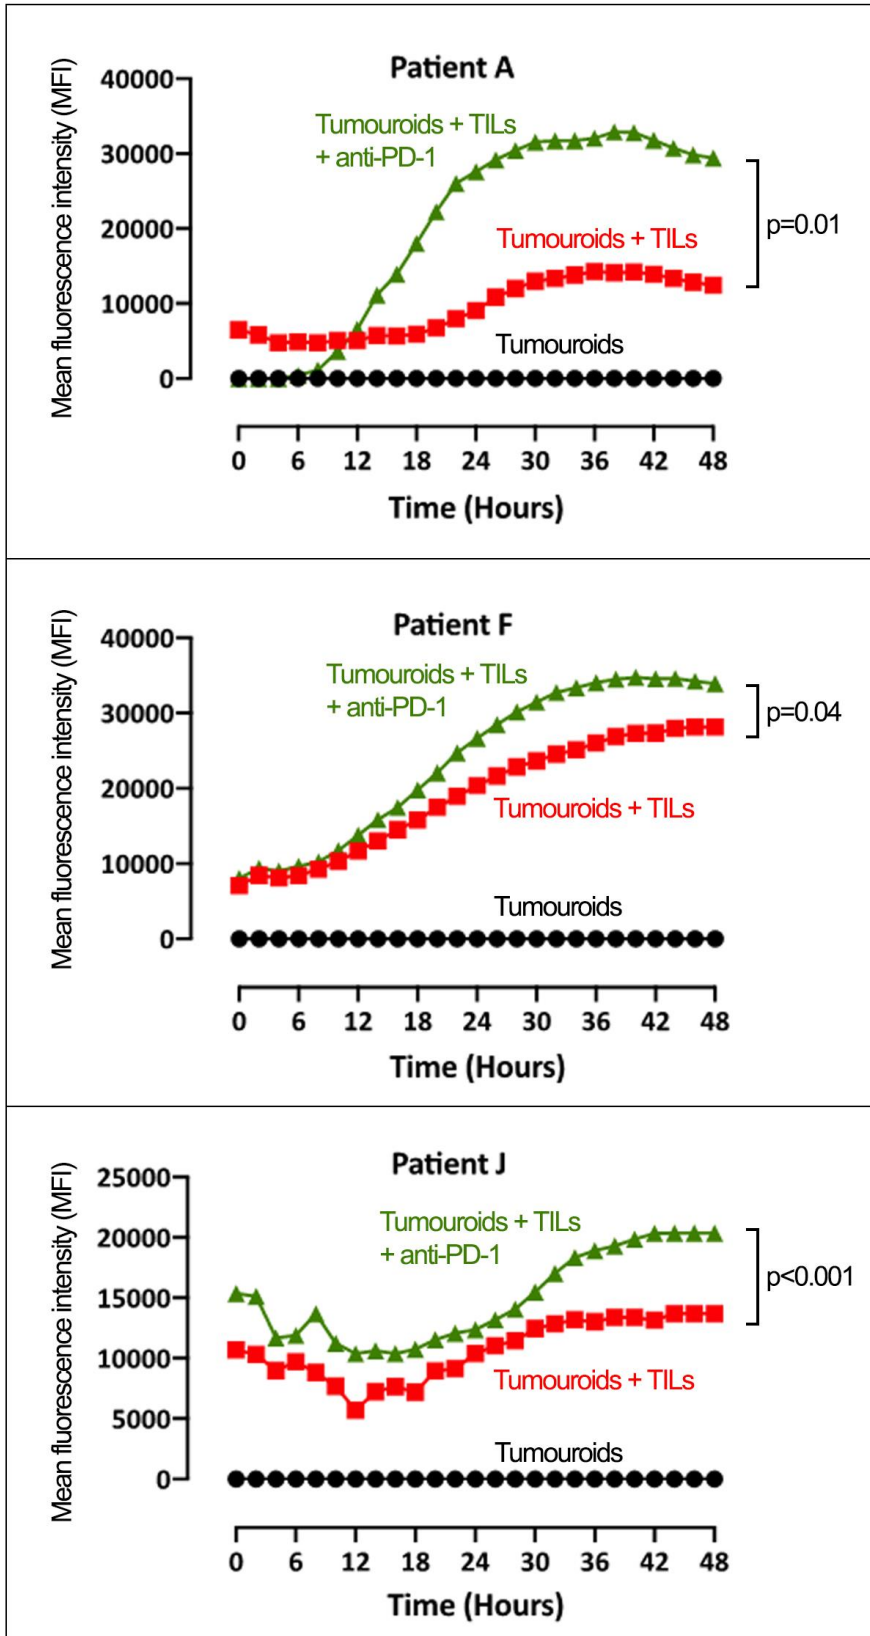 Patient A
Mean fluorescence intensity (MFI)
40000
30000
20000
10000
0
Tumouroids + TILs
+ anti-PD-1
Tumouroids + TILs
Tumouroids
p=0.01
0 6 12 18 24 30 36 42 48
Time (Hours)
Patient F
Mean fluorescence intensity (MFI)
40000
30000
20000
10000
0
Tumouroids + TILs
+ anti-PD-1
Tumouroids + TILs
Tumouroids
p=0.04
0 6 12 18 24 30 36 42 48
Time (Hours)
Patient J
Mean fluorescence intensity (MFI)
25000
20000
15000
10000
5000
0
Tumouroids + TILs
+ anti-PD-1
Tumouroids + TILs
Tumouroids
p<0.001
0 6 12 18 24 30 36 42 48
Time (Hours)